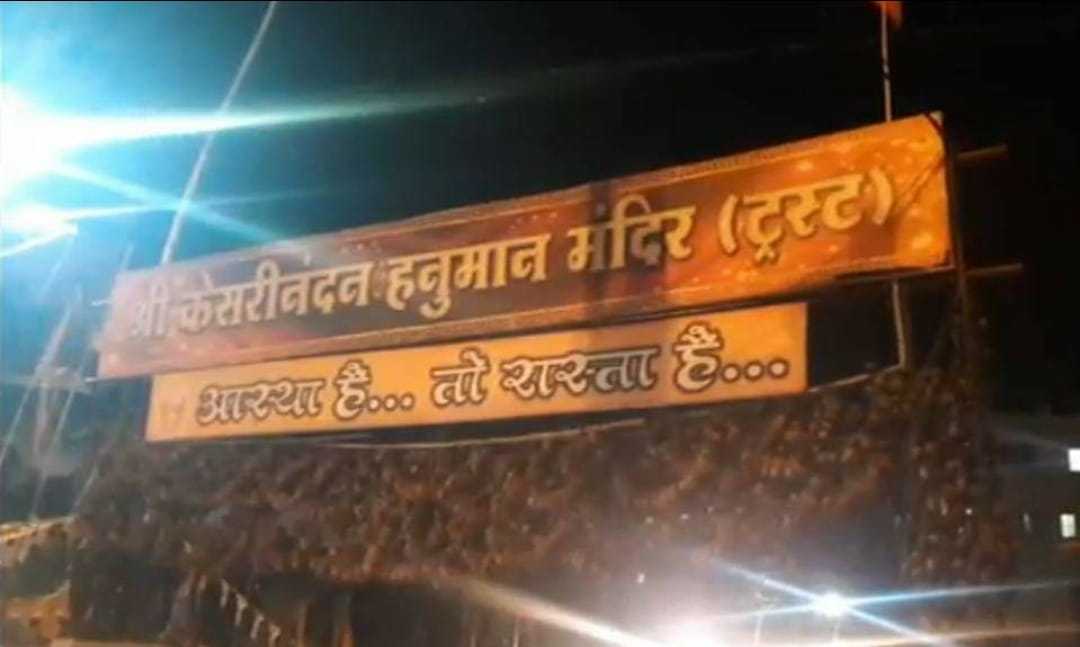 श्री केसरीनंदन हनुमान मंदिर (ट्रस्ट)
आस्था हैं... तो रास्ता हैं...